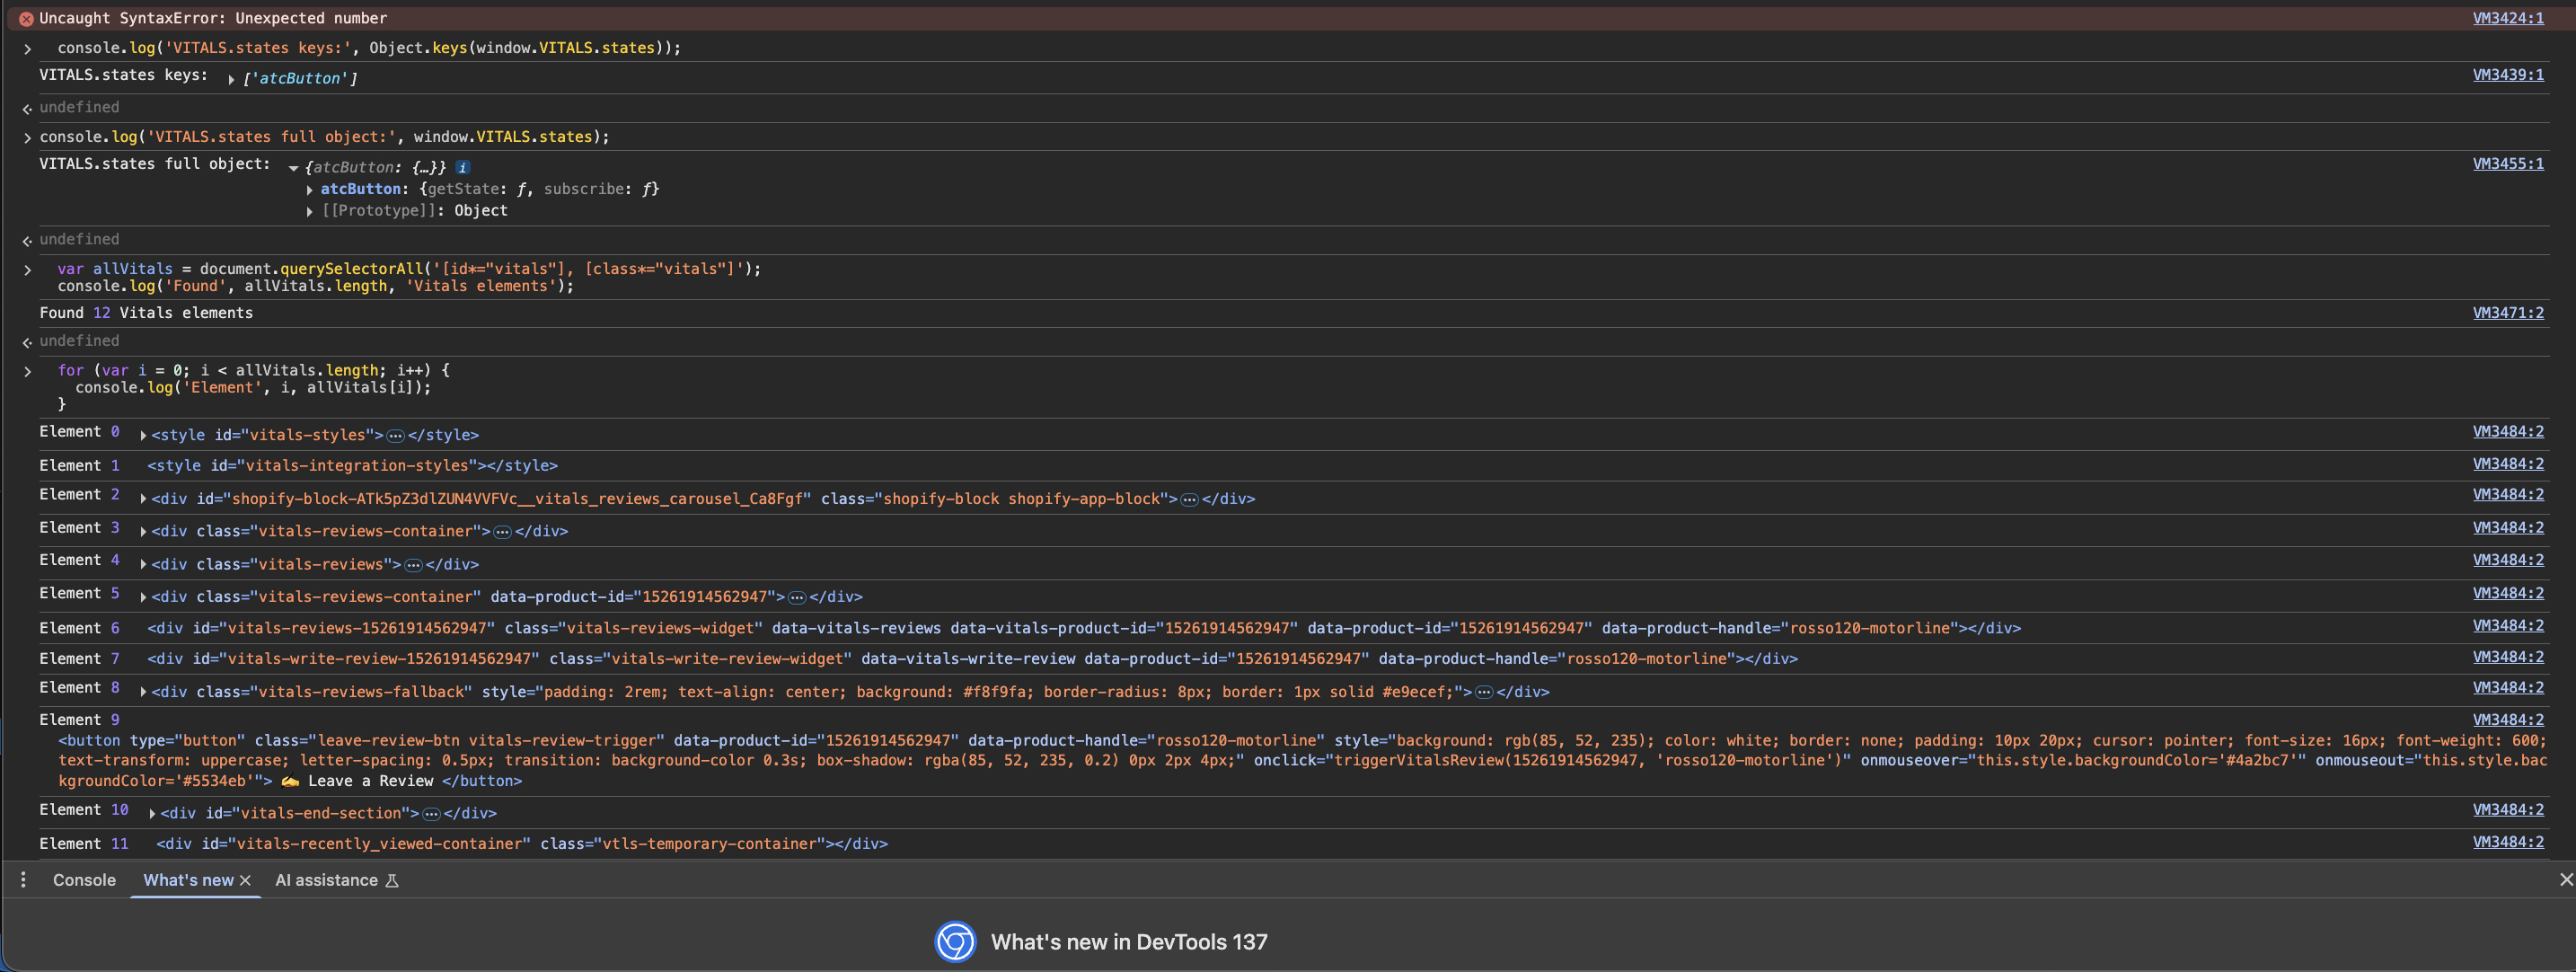 Uncaught SyntaxError: Unexpected number VM3424:1
console.log('VITALS.states keys:', Object.keys(window.VITALS.states));
VITALS.states keys: ['atcButton'] VM3439:1
undefined
console.log('VITALS.states full object:', window.VITALS.states);
VITALS.states full object: {atcButton: {…}} i VM3455:1
atcButton: {getState: ƒ, subscribe: ƒ}
[[Prototype]]: Object
undefined
var allVitals = document.querySelectorAll('[id*="vitals"], [class*="vitals"]');
console.log('Found', allVitals.length, 'Vitals elements');
Found 12 Vitals elements VM3471:2
undefined
for (var i = 0; i < allVitals.length; i++) {
console.log('Element', i, allVitals[i]);
}
Element 0 <style id="vitals-styles">…</style> VM3484:2
Element 1 <style id="vitals-integration-styles"></style> VM3484:2
Element 2 <div id="shopify-block-ATk5pZ3dlZUN4VVFVc__vitals_reviews_carousel_Ca8Fgf" class="shopify-block shopify-app-block">…</div> VM3484:2
Element 3 <div class="vitals-reviews-container">…</div> VM3484:2
Element 4 <div class="vitals-reviews">…</div> VM3484:2
Element 5 <div class="vitals-reviews-container" data-product-id="15261914562947">…</div> VM3484:2
Element 6 <div id="vitals-reviews-15261914562947" class="vitals-reviews-widget" data-vitals-reviews data-vitals-product-id="15261914562947" data-product-id="15261914562947" data-product-handle="rosso120-motorline"></div> VM3484:2
Element 7 <div id="vitals-write-review-15261914562947" class="vitals-write-review-widget" data-vitals-write-review data-product-id="15261914562947" data-product-handle="rosso120-motorline"></div> VM3484:2
Element 8 <div class="vitals-reviews-fallback" style="padding: 2rem; text-align: center; background: #f8f9fa; border-radius: 8px; border: 1px solid #e9ecef;">…</div> VM3484:2
Element 9 VM3484:2
<button type="button" class="leave-review-btn vitals-review-trigger" data-product-id="15261914562947" data-product-handle="rosso120-motorline" style="background: rgb(85, 52, 235); color: white; border: none; padding: 10px 20px; cursor: pointer; font-size: 16px; font-weight: 600;
text-transform: uppercase; letter-spacing: 0.5px; transition: background-color 0.3s; box-shadow: rgba(85, 52, 235, 0.2) 0px 2px 4px;" onclick="triggerVitalsReview(15261914562947, 'rosso120-motorline')" onmouseover="this.style.backgroundColor='#4a2bc7'" onmouseout="this.style.bac
kgroundColor='#5534eb'"> ✍️ Leave a Review </button>
Element 10 <div id="vitals-end-section">…</div> VM3484:2
Element 11 <div id="vitals-recently_viewed-container" class="vtls-temporary-container"></div> VM3484:2
Console What's new AI assistance
What's new in DevTools 137